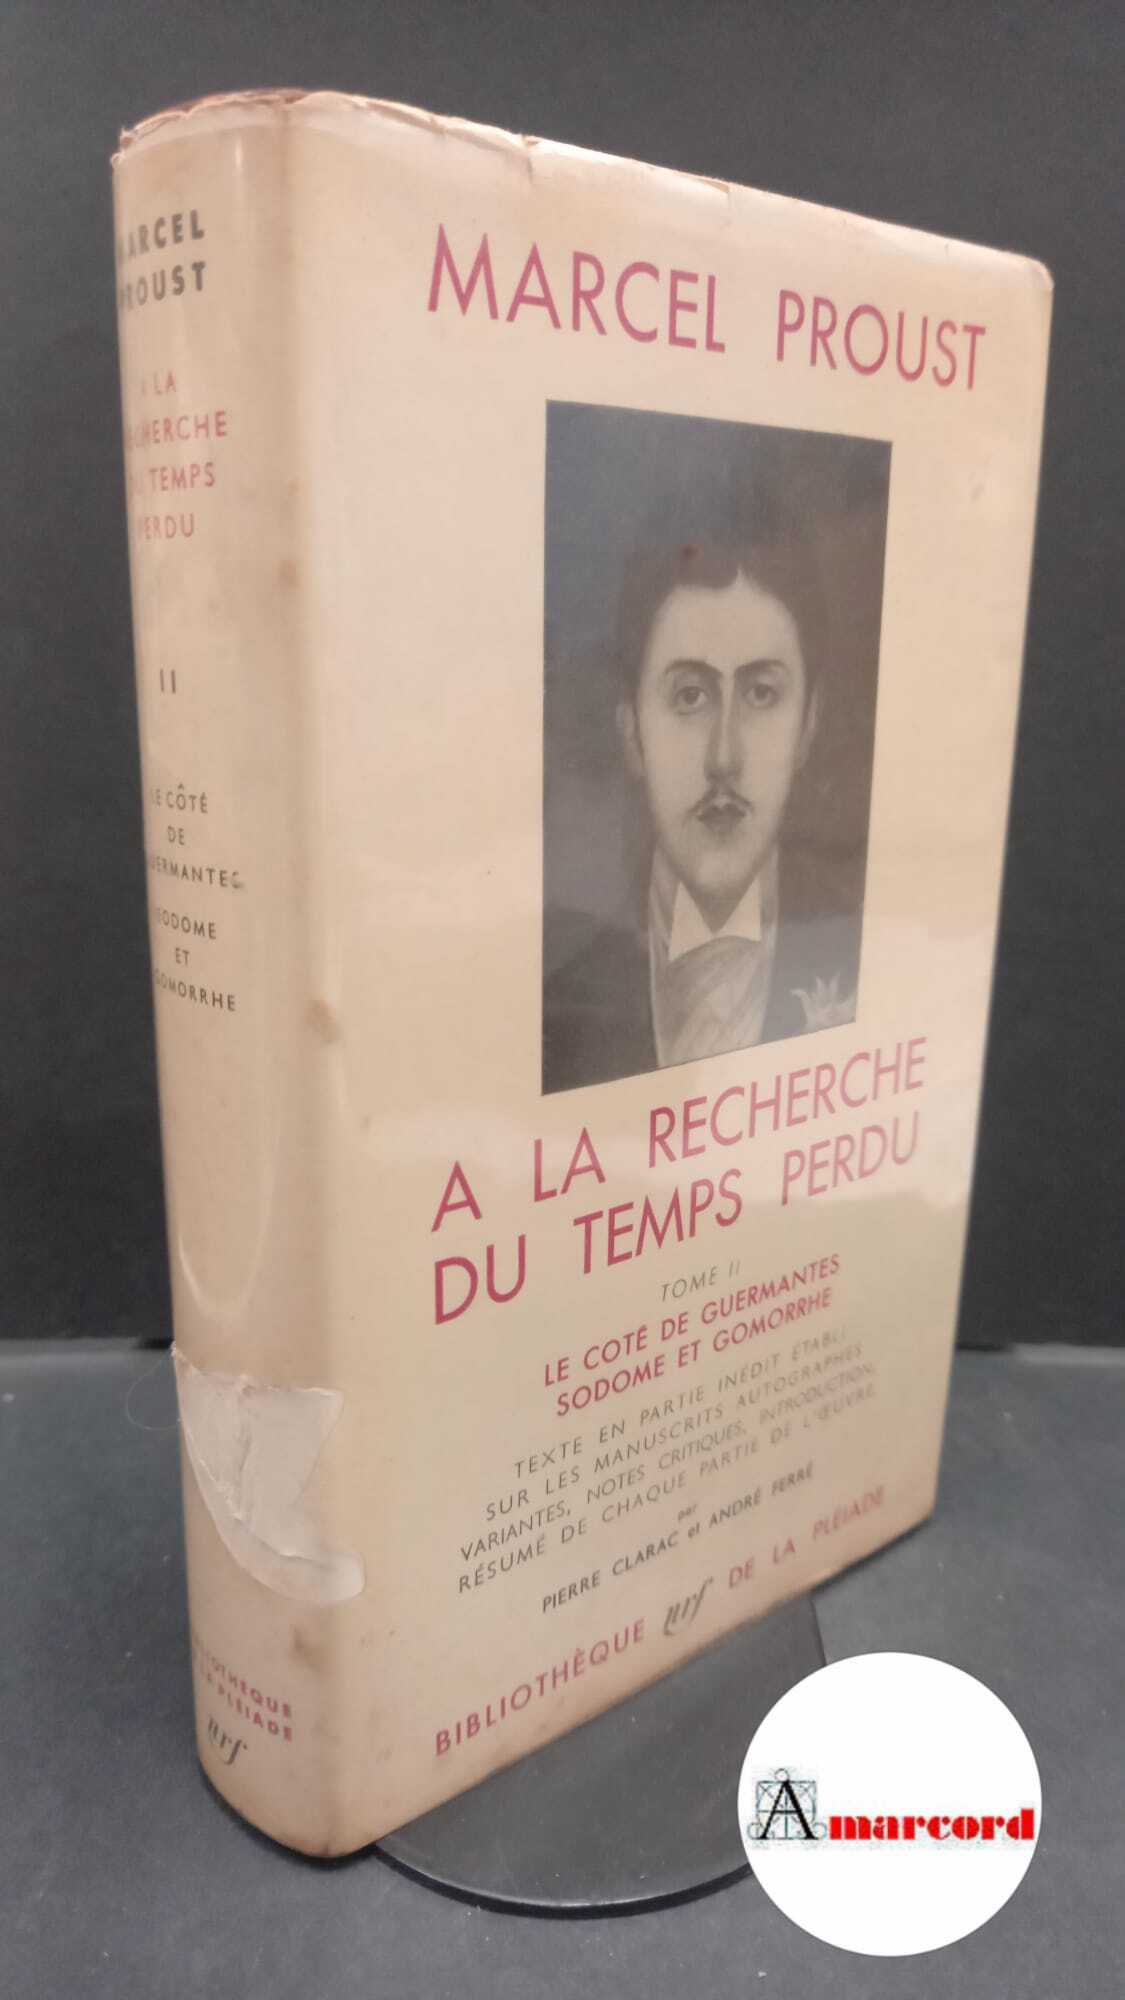 MARCEL PROUST
A LA RECHERCHE
DU TEMPS PERDU
TOME II
LE COTÉ DE GUERMANTES
SODOME ET GOMORRHE
TEXTE EN PARTIE INÉDIT ÉTABLI
SUR LES MANUSCRITS AUTOGRAPHES
VARIANTES, NOTES CRITIQUES, INTRODUCTION,
RÉSUMÉ DE CHAQUE PARTIE DE L'ŒUVRE
par
PIERRE CLARAC et ANDRÉ FERRÉ
BIBLIOTHÈQUE nrf DE LA PLÉIADE
MARCEL
PROUST
A LA
RECHERCHE
DU TEMPS
PERDU
II
LE CÔTÉ
DE
GUERMANTES
SODOME
ET
GOMORRHE
BIBLIOTHÈQUE
DE LA PLÉIADE
nrf
Amarcord